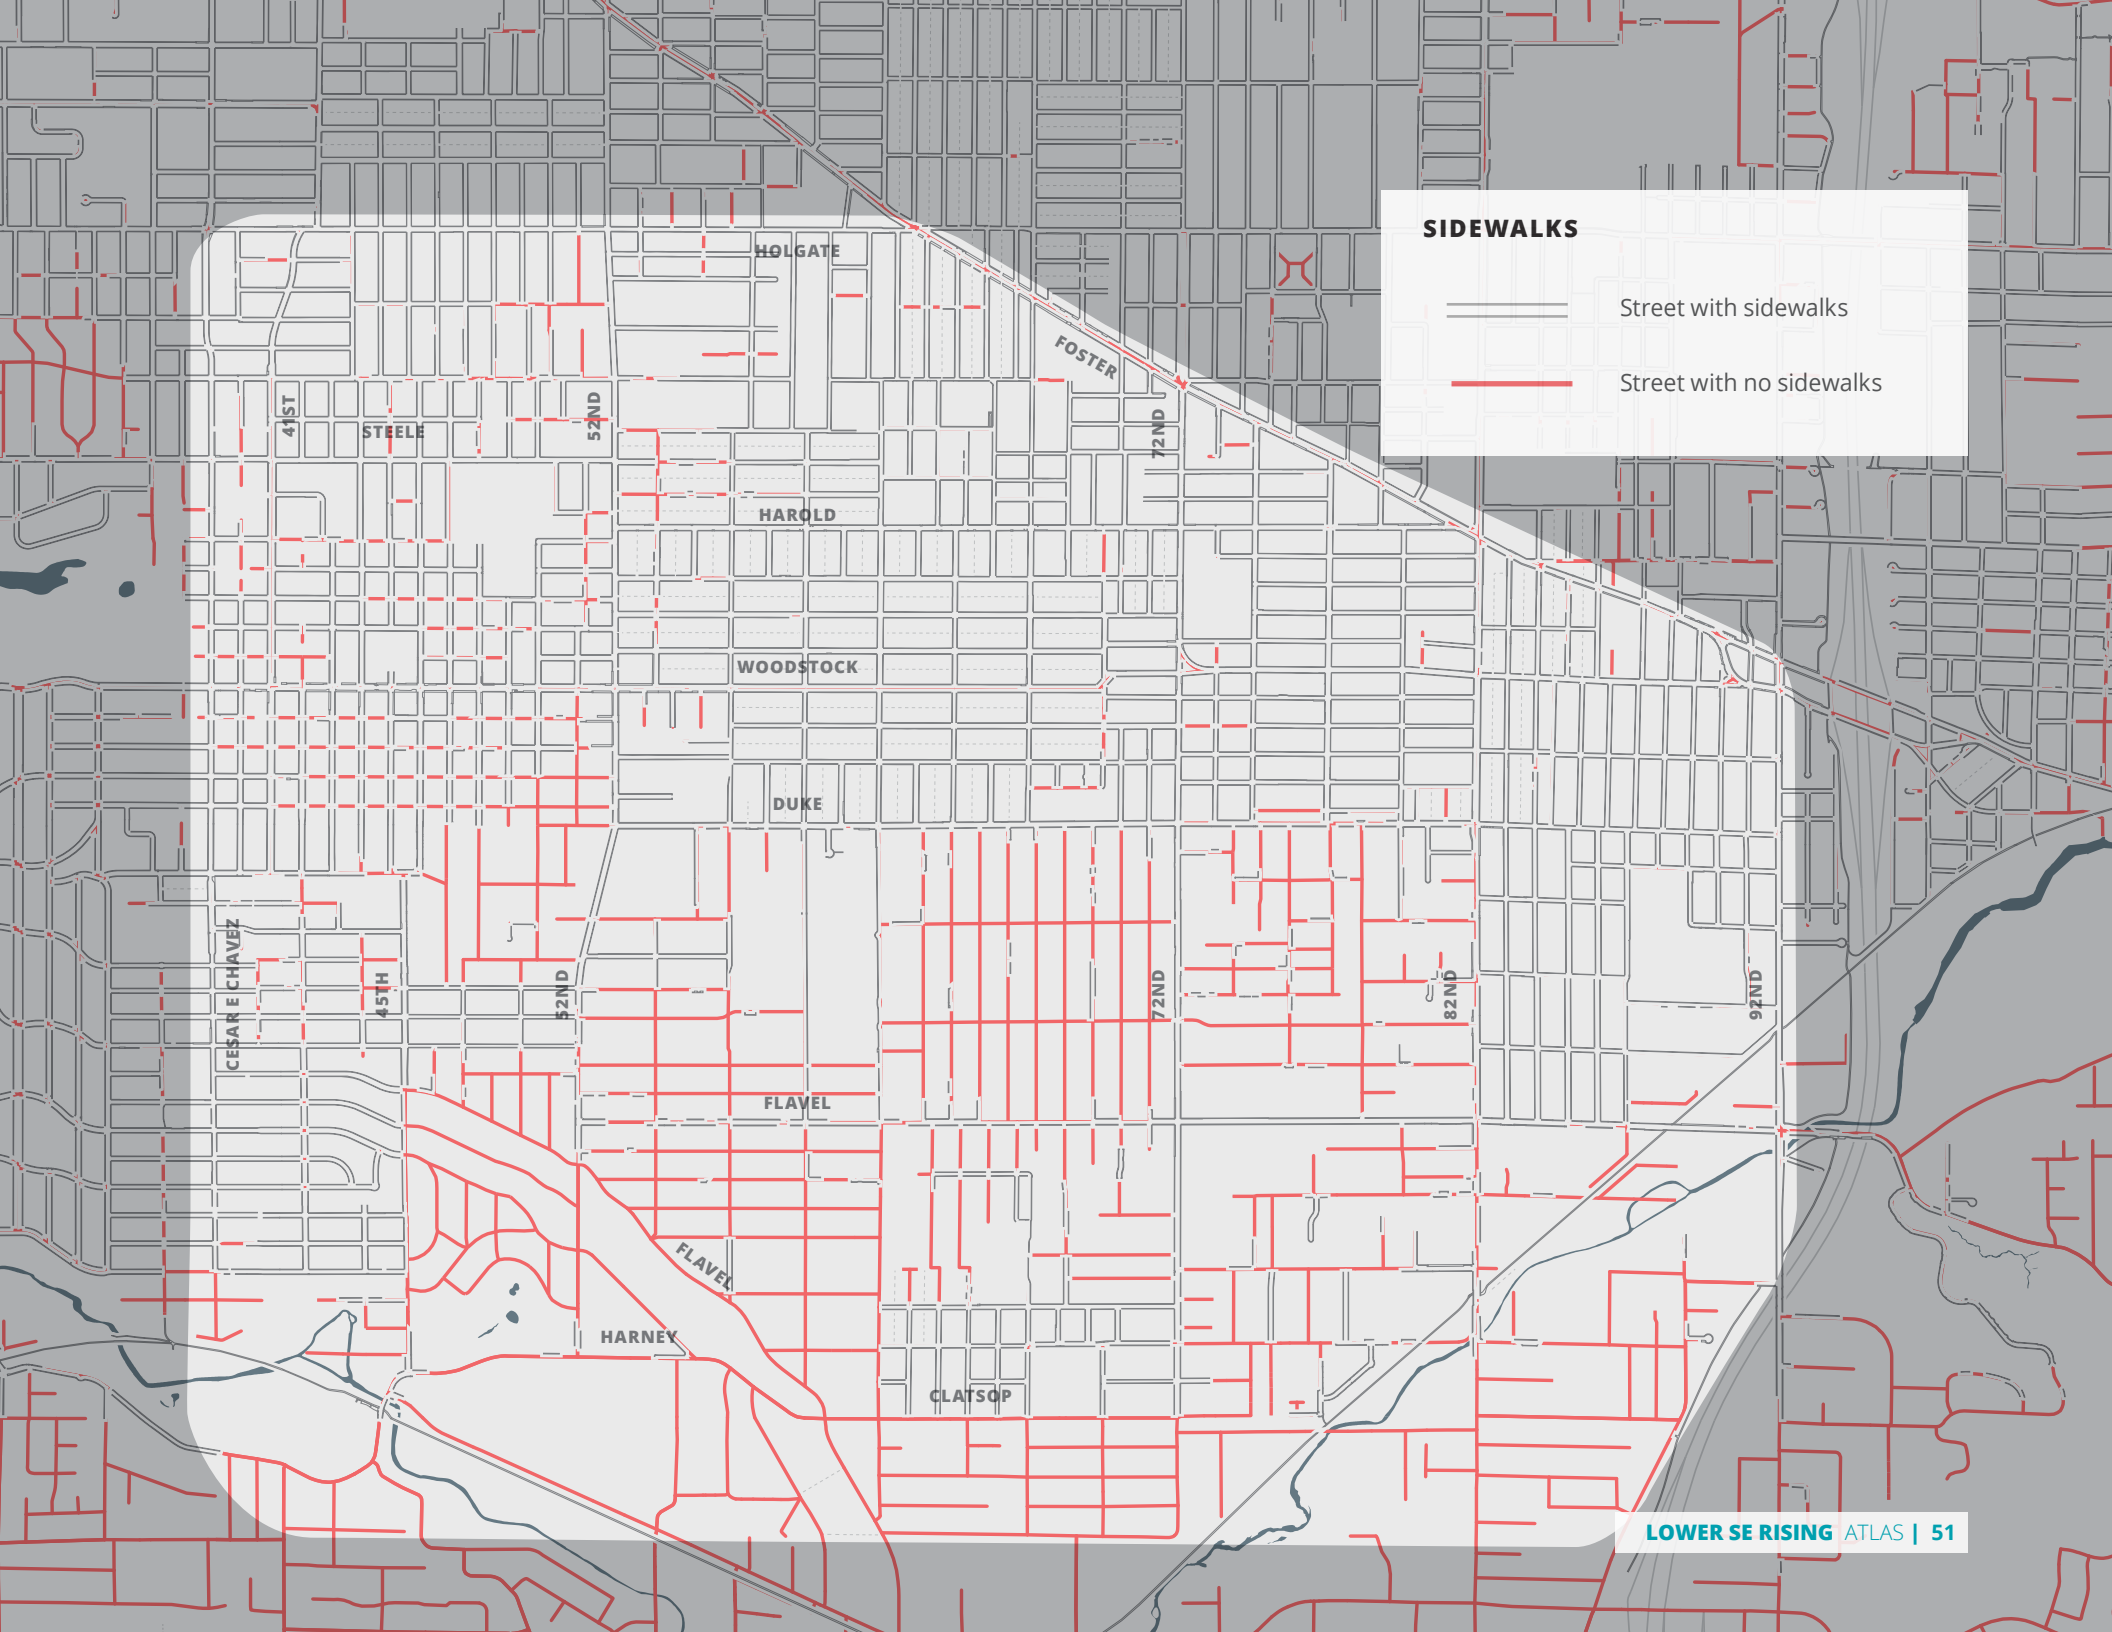 SIDEWALKS
Street with sidewalks
Street with no sidewalks
HOLGATE
FOSTER
41ST
STEELE
52ND
72ND
HAROLD
WOODSTOCK
DUKE
CESARE CHAVEZ
45TH
52ND
72ND
82ND
92ND
FLAVEL
FLAVEL
HARNEY
CLATSOP
LOWER SE RISING ATLAS | 51